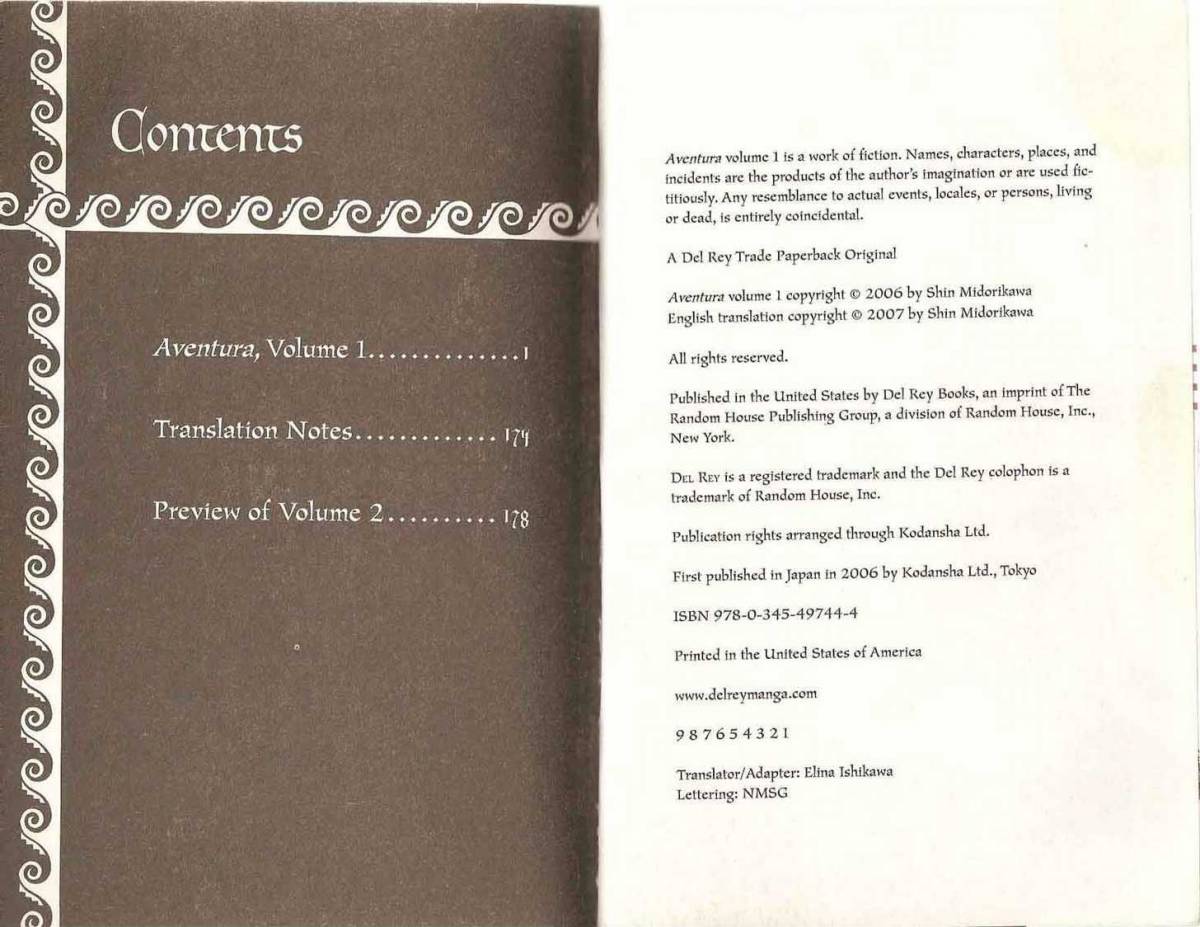 Contents
Aventura, Volume 1..............1
Translation Notes............. 174
Preview of Volume 2.......... 178
Aventura volume 1 is a work of fiction. Names, characters, places, and
incidents are the products of the author's imagination or are used fic-
titiously. Any resemblance to actual events, locales, or persons, living
or dead, is entirely coincidental.
A Del Rey Trade Paperback Original
Aventura volume 1 copyright © 2006 by Shin Midorikawa
English translation copyright © 2007 by Shin Midorikawa
All rights reserved.
Published in the United States by Del Rey Books, an imprint of The
Random House Publishing Group, a division of Random House, Inc.,
New York.
DEL REY is a registered trademark and the Del Rey colophon is a
trademark of Random House, Inc.
Publication rights arranged through Kodansha Ltd.
First published in Japan in 2006 by Kodansha Ltd., Tokyo
ISBN 978-0-345-49744-4
Printed in the United States of America
www.delreymanga.com
9 8 7 6 5 4 3 2 1
Translator/Adapter: Elina Ishikawa
Lettering: NMSG